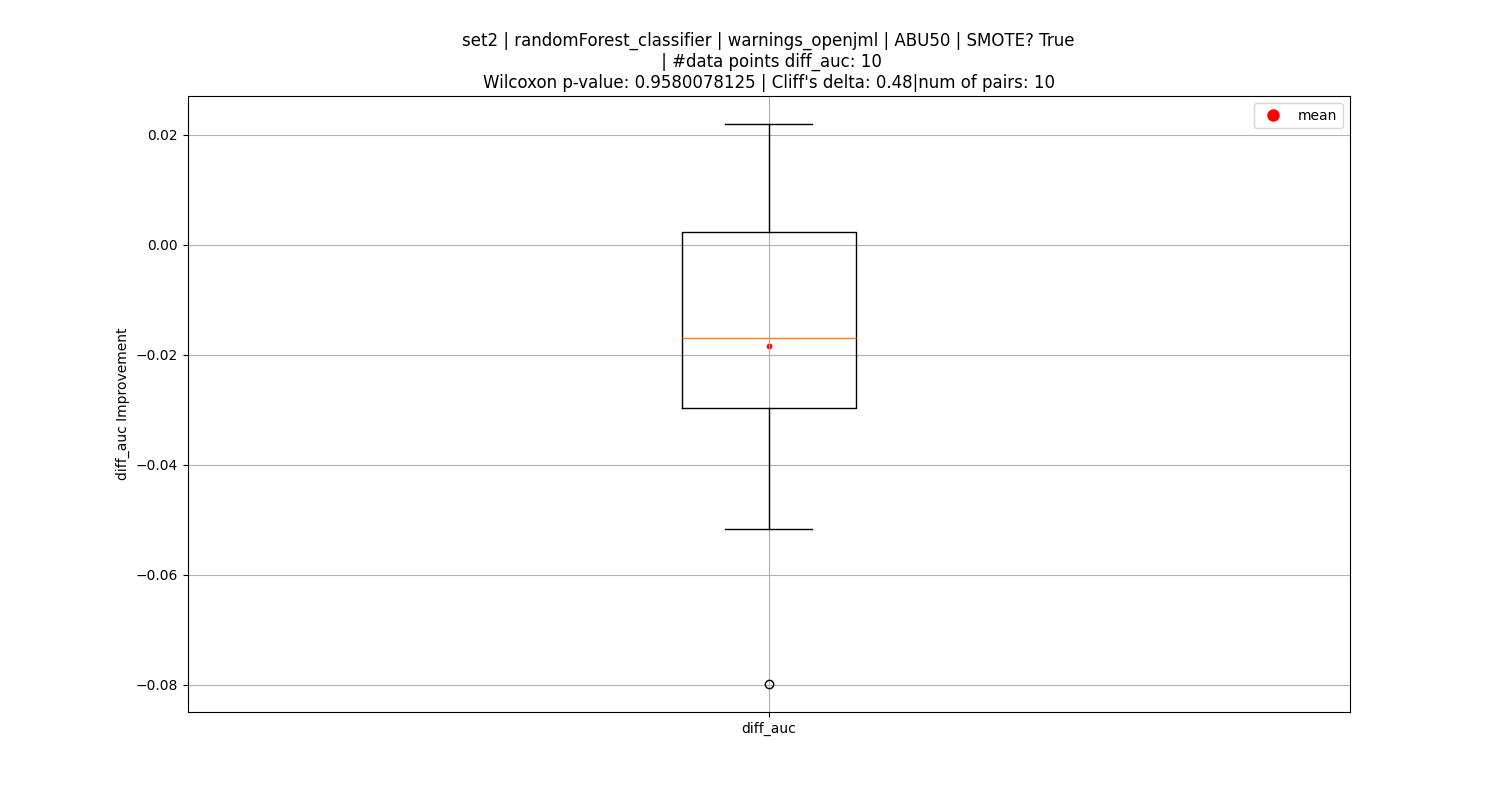 set2 | randomForest_classifier | warnings_openjml | ABU50 | SMOTE? True
| #data points diff_auc: 10
Wilcoxon p-value: 0.9580078125 | Cliff's delta: 0.48|num of pairs: 10
mean
0.02
0.00
−0.02
−0.04
−0.06
−0.08
diff_auc Improvement
diff_auc